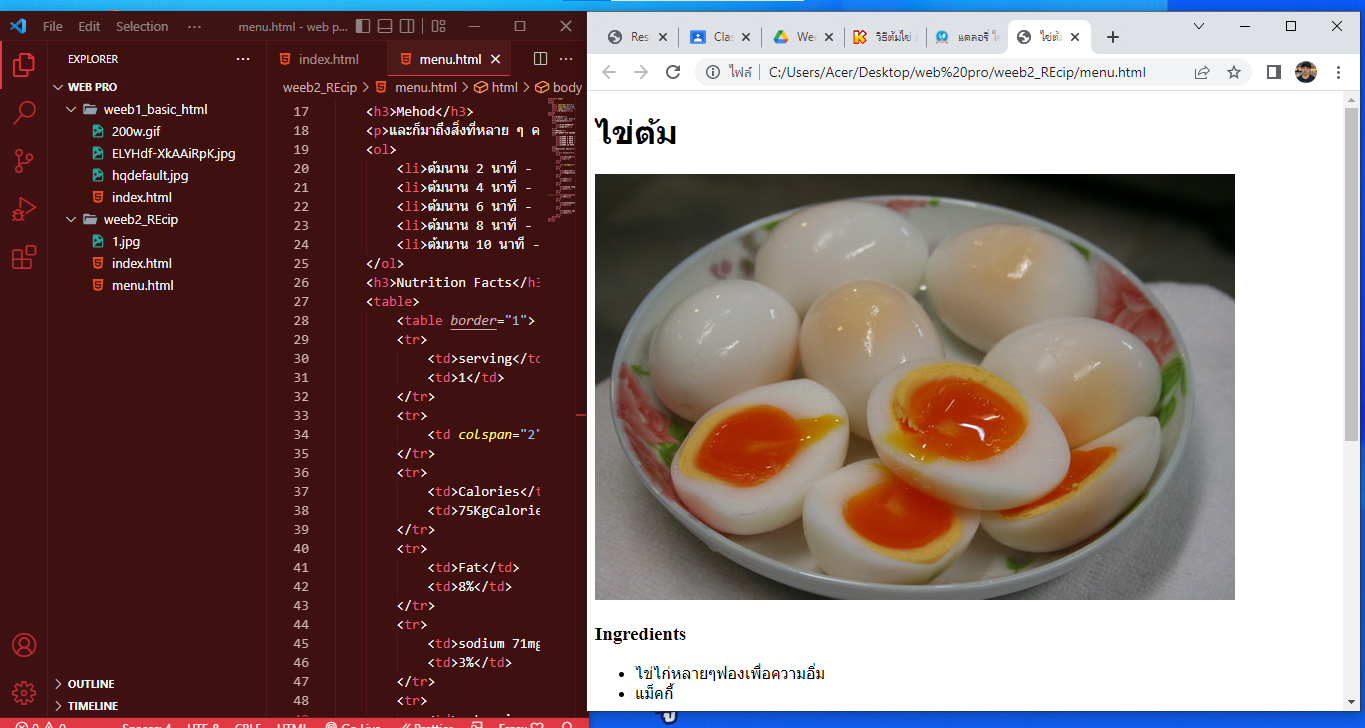 File Edit Selection ··· menu.html - web p...
EXPLORER ···
WEB PRO
weeb1_basic_html
200w.gif
ELYHdf-XkAAiRpK.jpg
hqdefault.jpg
index.html
weeb2_REcip
1.jpg
index.html
menu.html
OUTLINE
TIMELINE
index.html menu.html
weeb2_REcip > menu.html > html > body
17 <h3>Mehod</h3>
18 <p>และก็มาถึงสิ่งที่หลาย ๆ ค
19 <ol>
20 <li>ต้มนาน 2 นาที -
21 <li>ต้มนาน 4 นาที -
22 <li>ต้มนาน 6 นาที -
23 <li>ต้มนาน 8 นาที -
24 <li>ต้มนาน 10 นาที -
25 </ol>
26 <h3>Nutrition Facts</h3
27 <table>
28 <table border="1">
29 <tr>
30 <td>serving</td
31 <td>1</td>
32 </tr>
33 <tr>
34 <td colspan="2"
35 </tr>
36 <tr>
37 <td>Calories</t
38 <td>75KgCalorie
39 </tr>
40 <tr>
41 <td>Fat</td>
42 <td>8%</td>
43 </tr>
44 <tr>
45 <td>sodium 71mg
46 <td>3%</td>
47 </tr>
48 <tr>
0 0 Spaces: 4 UTF-8 CRLF HTML Go Live Prettier
Res Clas We วิธีต้มไข่ แคลอรี่ ไข่ต้ม
ไฟล์ | C:/Users/Acer/Desktop/web%20pro/weeb2_REcip/menu.html
ไข่ต้ม
Ingredients
ไข่ไก่หลายๆฟองเพื่อความอิ่ม
แม็คกี้